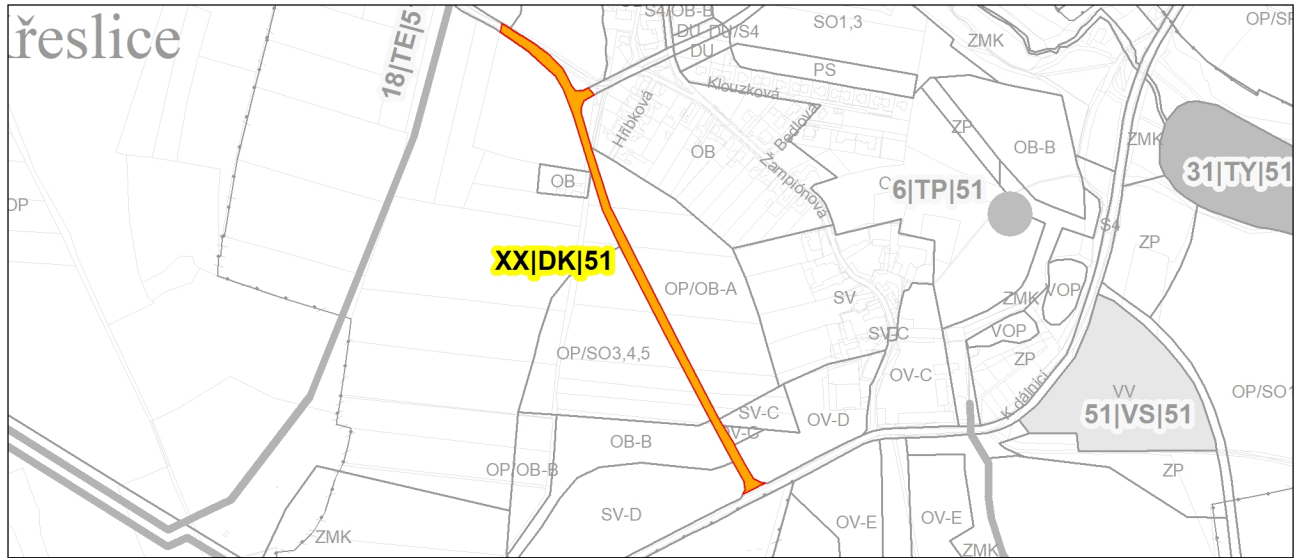 řeslice
18|TE|5
S4/OB-B
DU
DU/S4
DU
SO1,3
ZMK
OP/SP
PS
Klouzková
Hřibková
Ž. Bedlová
OB
Žampiónová
ZP
OB-B
ZMK
31|TY|51
6|TP|51
OB
OP
S4
ZP
XX|DK|51
OP/OB-A
SV
ZMK
VOP
VOP
SV-C
ZP
OP/SO3,4,5
OV-C
K dálnici
VV
OP/SO1
51|VS|51
SV-C
OV-D
OV-C
OB-B
OP/OB-B
ZP
SV-D
OV-E
OV-E
ZMK
ZMK